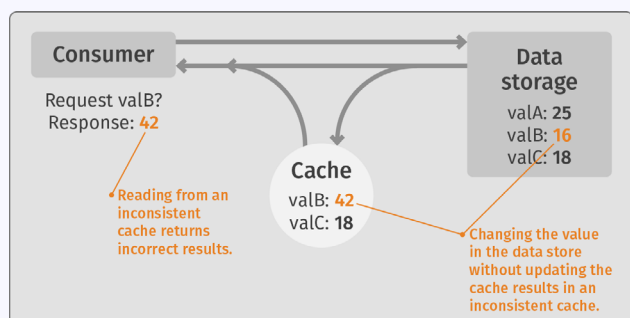 Consumer
Request valB?
Response: 42
Reading from an
inconsistent
cache returns
incorrect results.
Cache
valB: 42
valC: 18
Data
storage
valA: 25
valB: 16
valC: 18
Changing the value
in the data store
without updating the
cache results in an
inconsistent cache.